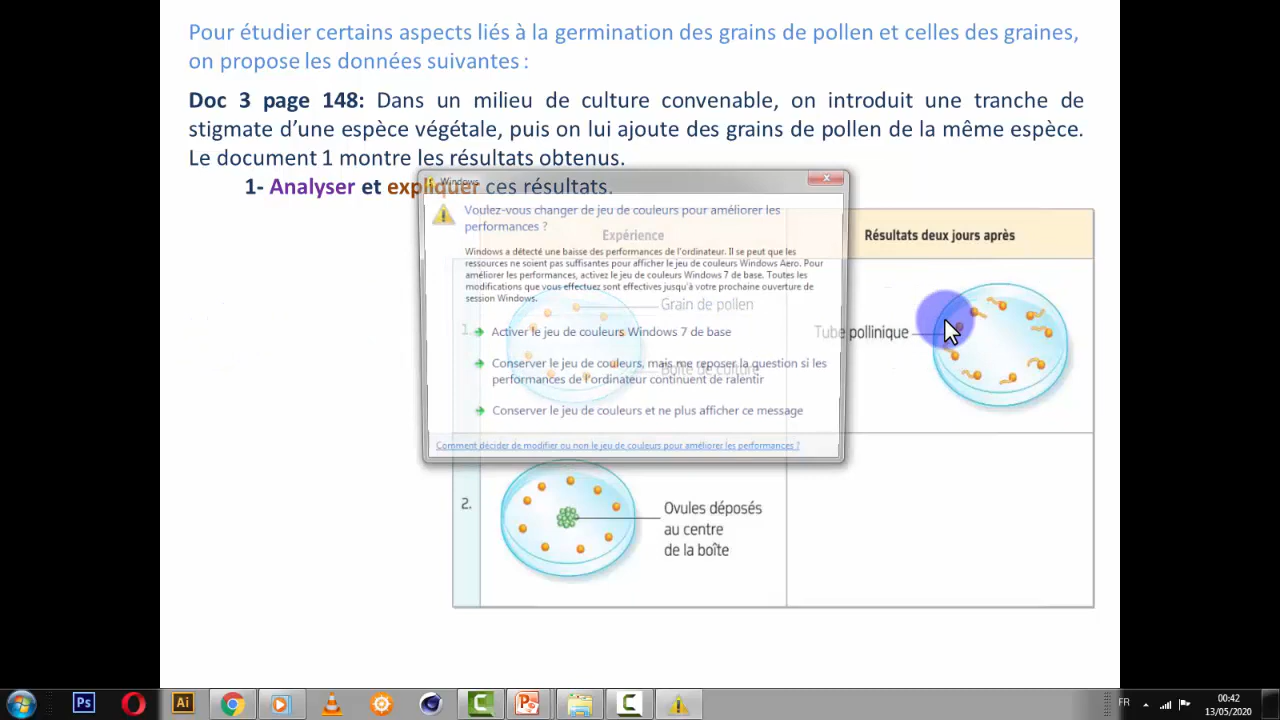 Pour étudier certains aspects liés à la germination des grains de pollen et celles des graines,
on propose les données suivantes :
Doc 3 page 148: Dans un milieu de culture convenable, on introduit une tranche de
stigmate d’une espèce végétale, puis on lui ajoute des grains de pollen de la même espèce.
Le document 1 montre les résultats obtenus.
1- Analyser et expliquer ces résultats.
Windows
Voulez-vous changer de jeu de couleurs pour améliorer les
performances ?
Windows a détecté une baisse des performances de l'ordinateur. Il se peut que les
ressources ne soient pas suffisantes pour afficher le jeu de couleurs Windows Aero. Pour
améliorer les performances, activez le jeu de couleurs Windows 7 de base. Toutes les
modifications que vous effectuez sont effectives jusqu'à votre prochaine ouverture de
session Windows.
Activer le jeu de couleurs Windows 7 de base
Conserver le jeu de couleurs, mais me reposer la question si les
performances de l'ordinateur continuent de ralentir
Conserver le jeu de couleurs et ne plus afficher ce message
Comment décider de modifier ou non le jeu de couleurs pour améliorer les performances ?
Expérience
Résultats deux jours après
1.
Grain de pollen
Boîte de culture
Tube pollinique
2.
Ovules déposés
au centre
de la boîte
Ps
Ai
FR
00:42
13/05/2020